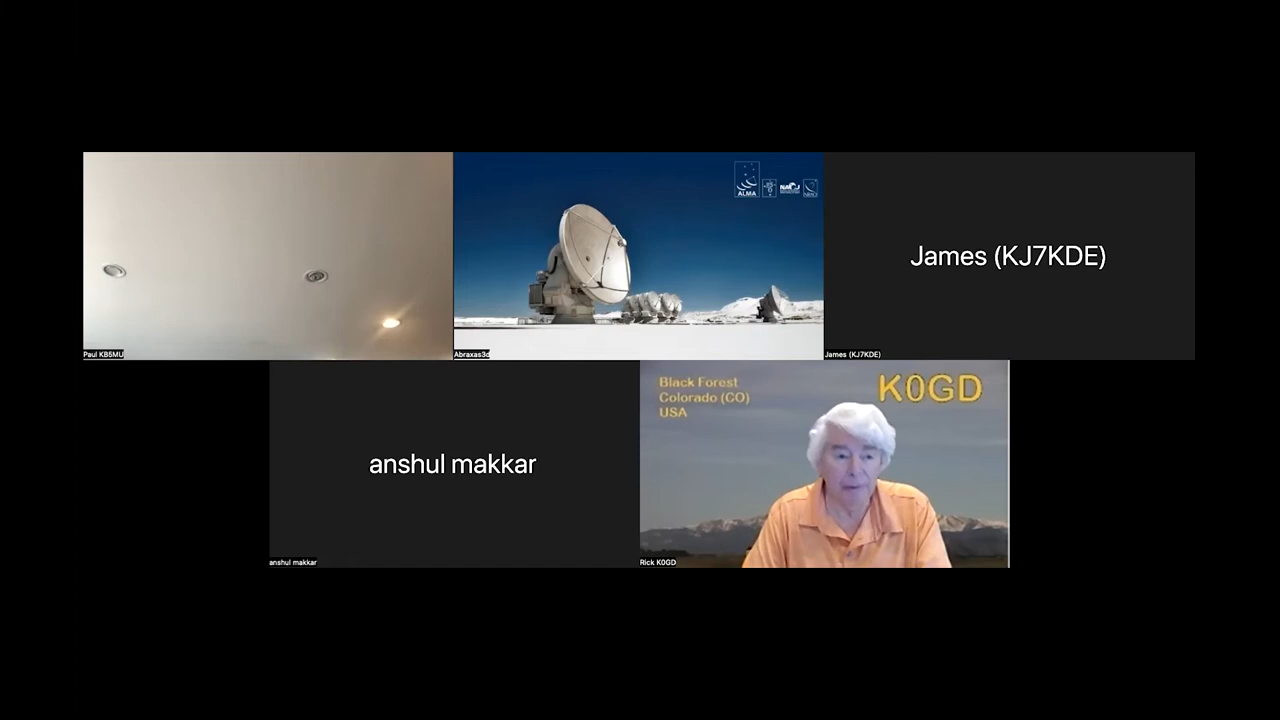 ALMA
Paul KB5MU
Abraxas3d
James (KJ7KDE)
James (KJ7KDE)
anshul makkar
anshul makkar
Black Forest
Colorado (CO)
USA
K0GD
Rick K0GD